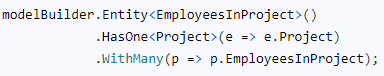 modelBuilder.Entity<EmployeesInProject>()
.HasOne<Project>(e => e.Project)
.WithMany(p => p.EmployeesInProject);